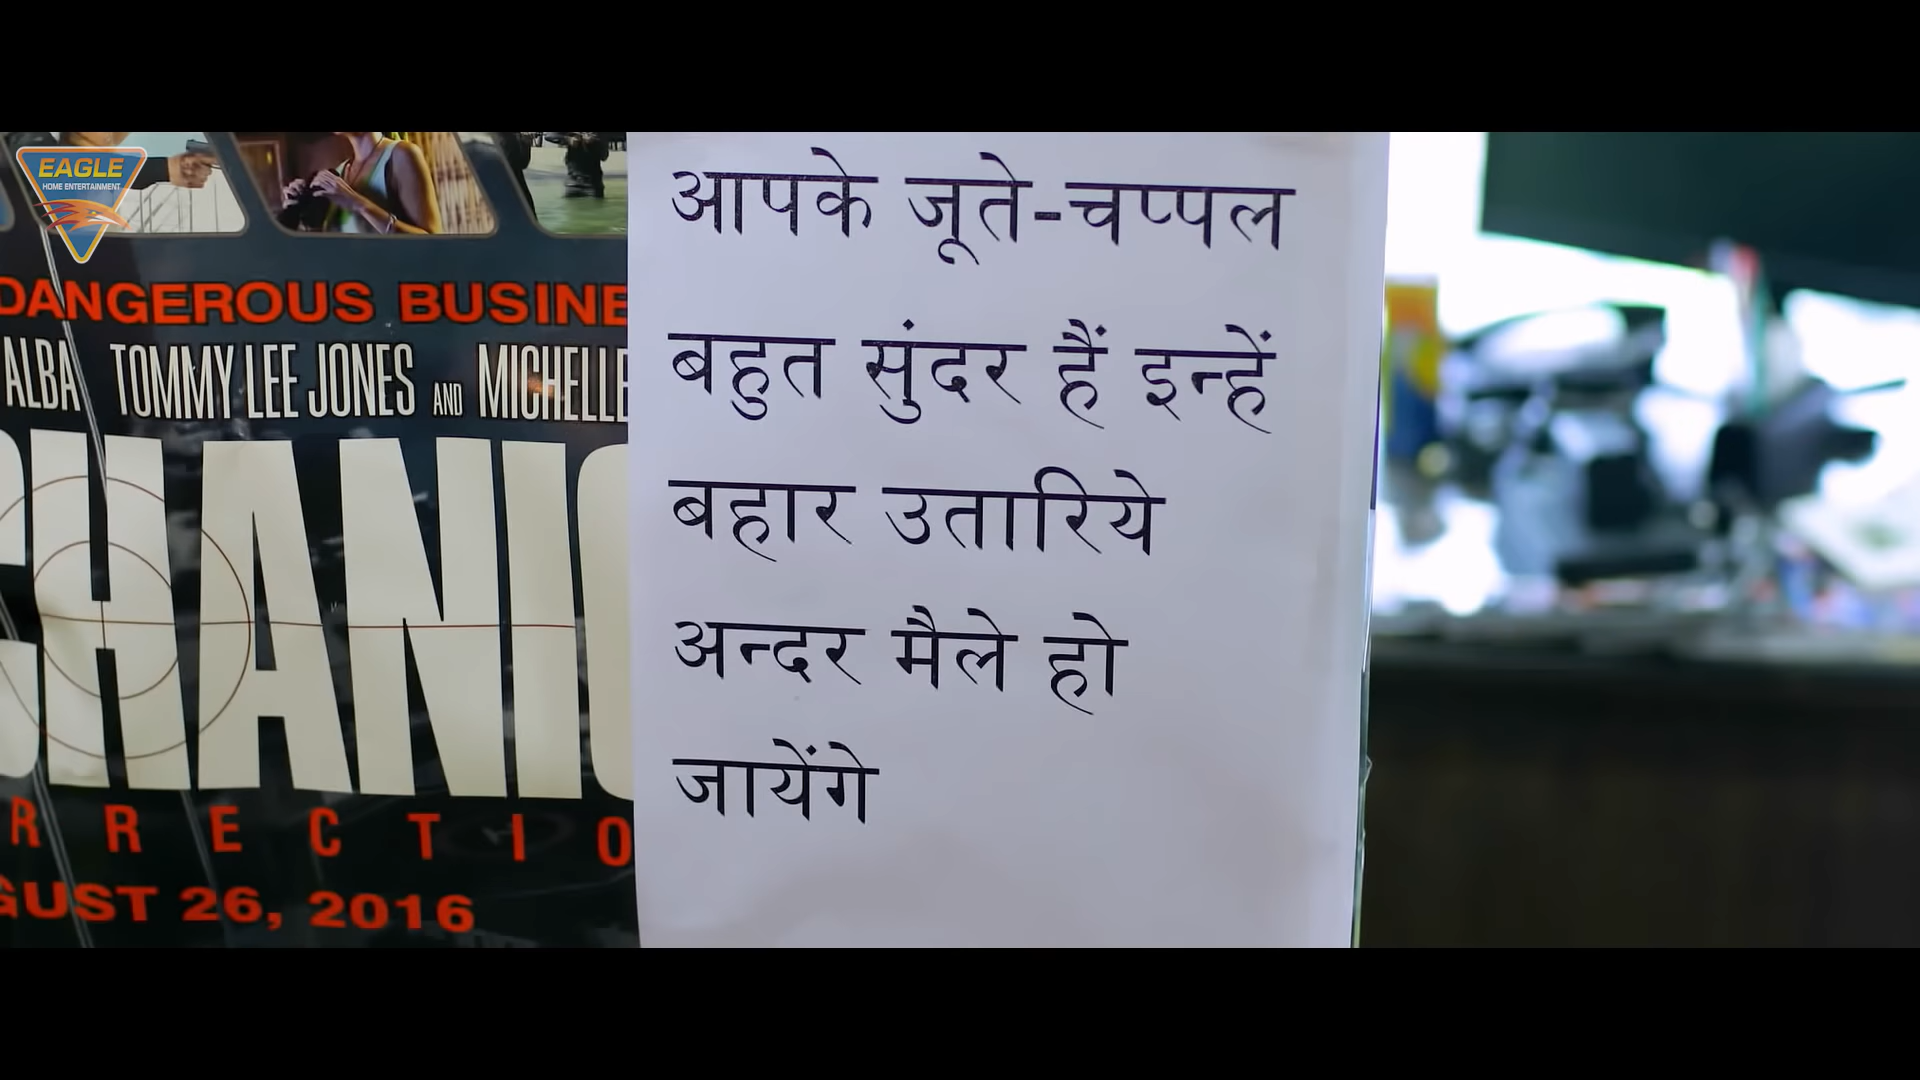 EAGLE
HOME ENTERTAINMENT
DANGEROUS BUSINE
ALBA TOMMY LEE JONES AND MICHELLE
CHANIC
RRECTIO
GUST 26, 2016
आपके जूते-चप्पल
बहुत सुंदर हैं इन्हें
बहार उतारिये
अन्दर मैले हो
जायेंगे